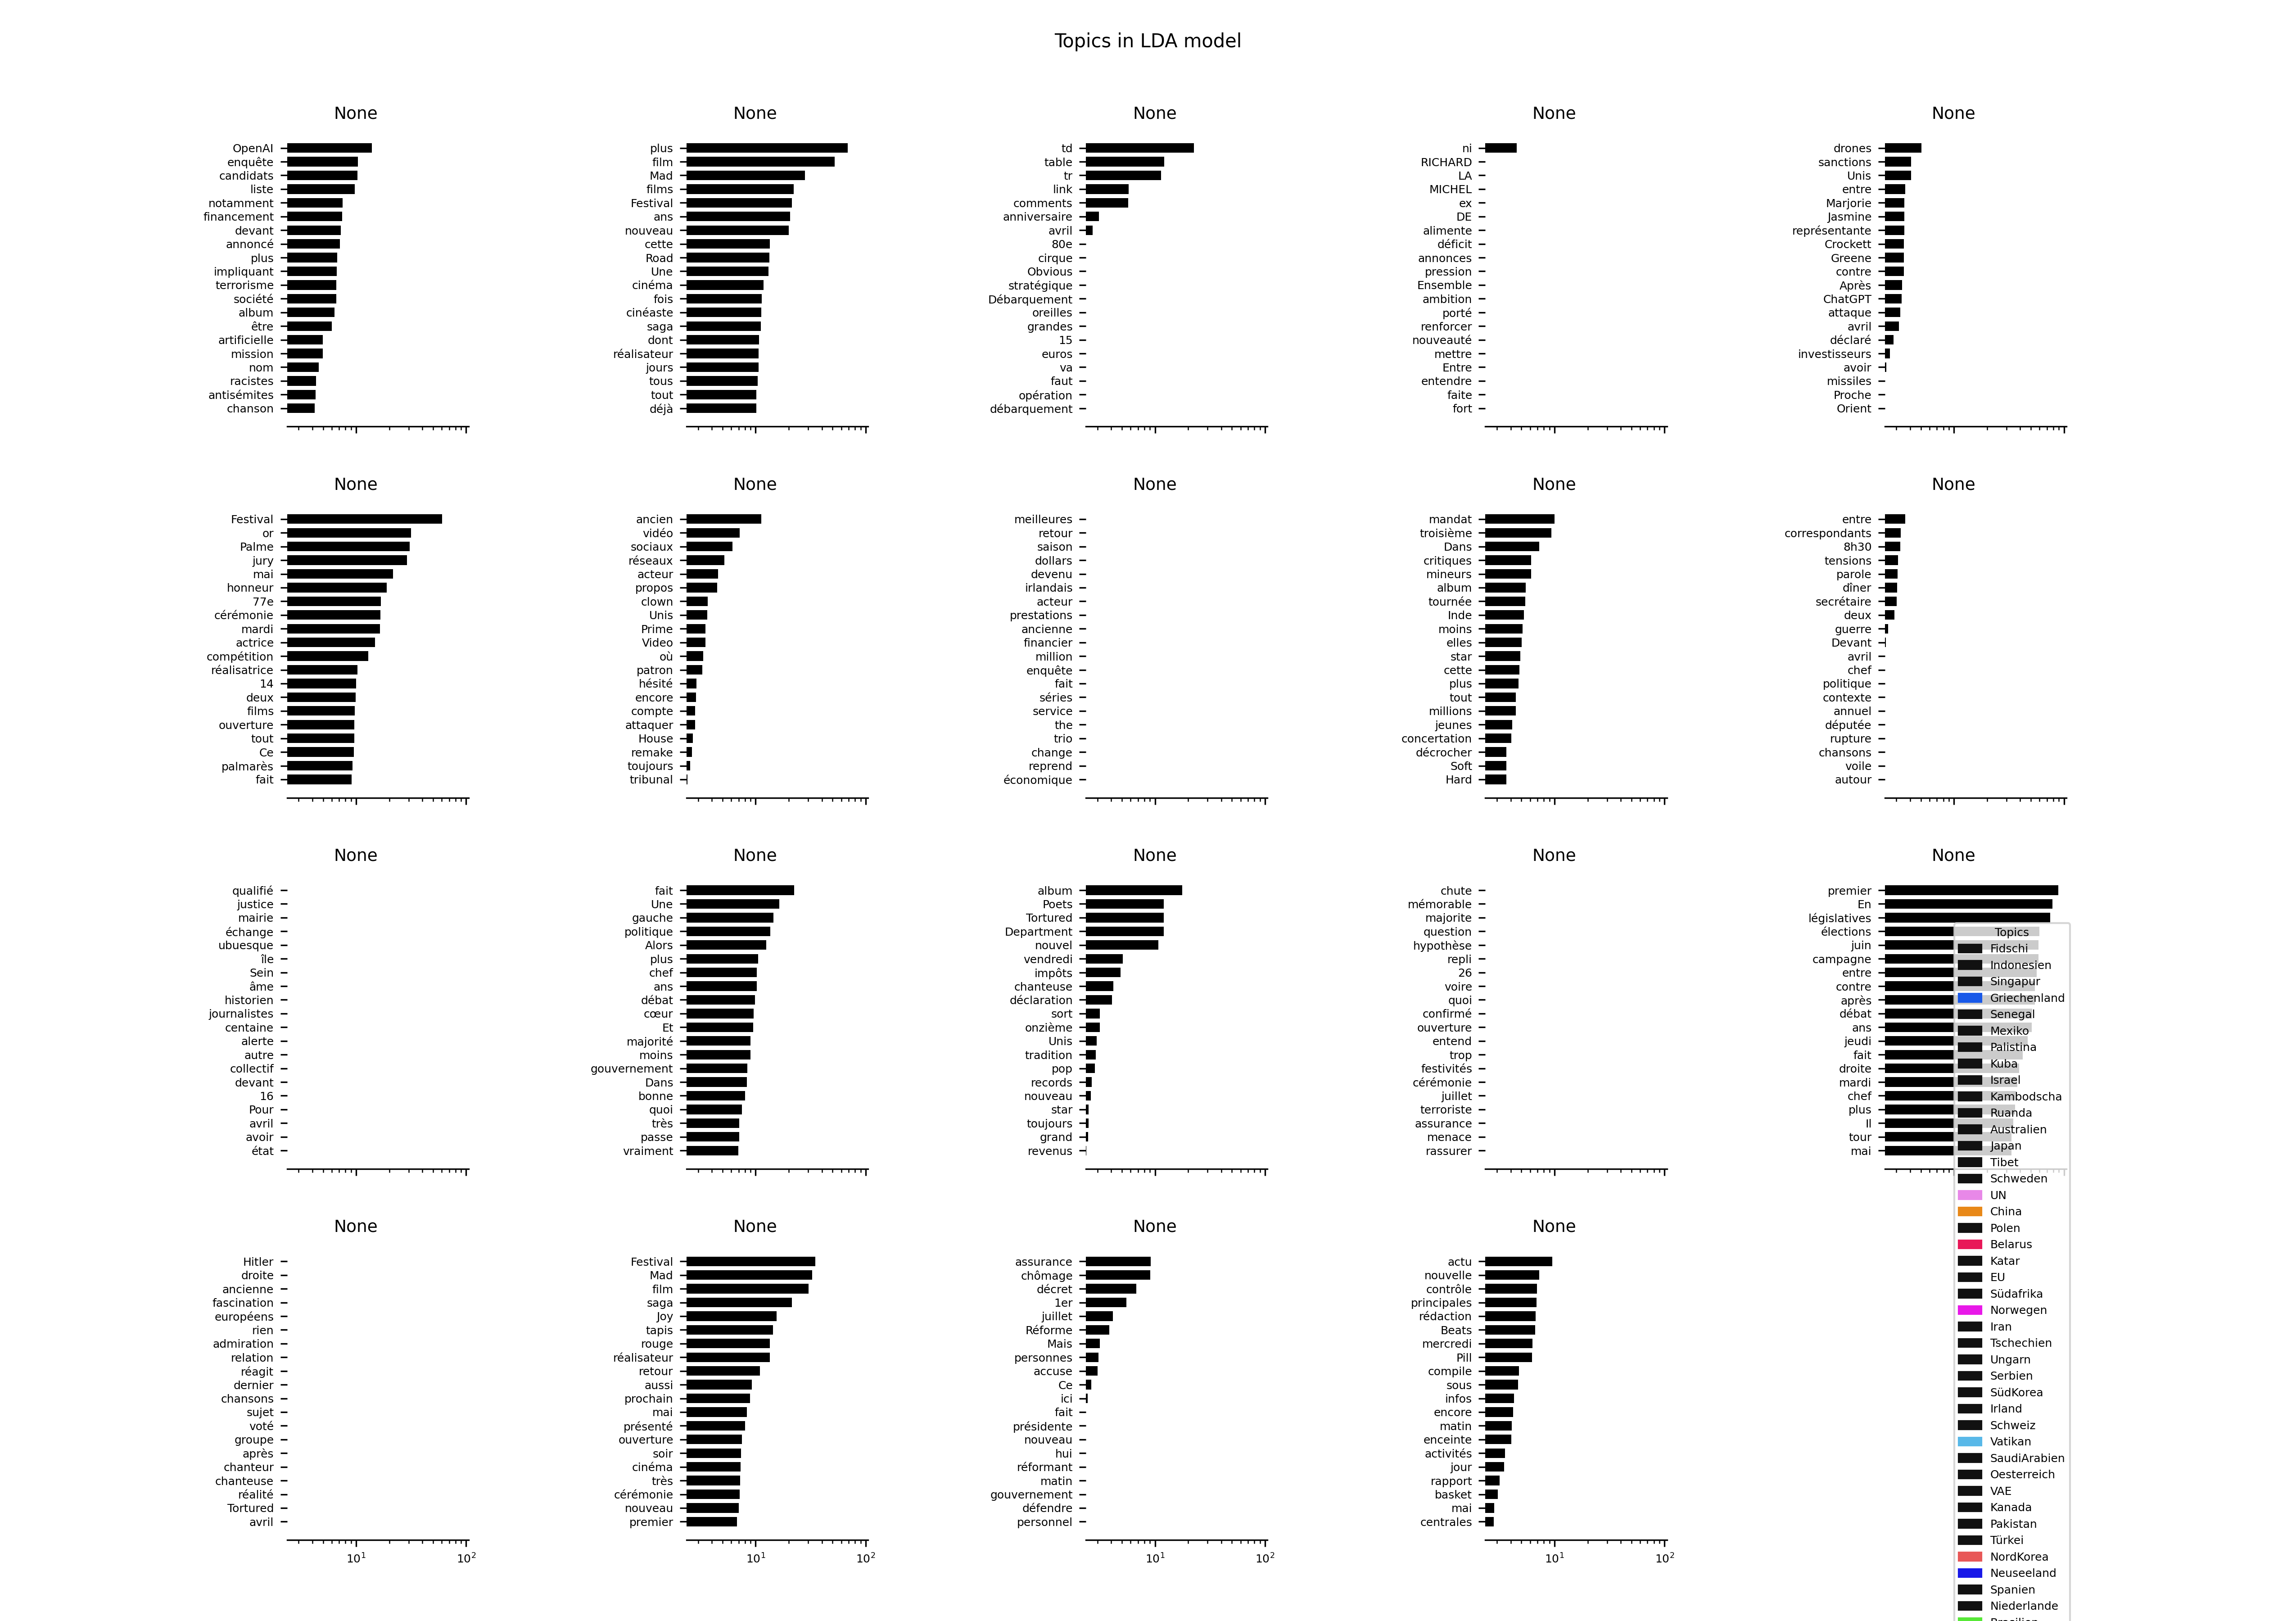 Topics in LDA model
None
OpenAI
enquête
candidats
liste
notamment
financement
devant
annoncé
plus
impliquant
terrorisme
société
album
être
artificielle
mission
nom
racistes
antisémites
chanson
None
plus
film
Mad
films
Festival
ans
nouveau
cette
Road
Une
cinéma
fois
cinéaste
saga
dont
réalisateur
jours
tous
tout
déjà
None
td
table
tr
link
comments
anniversaire
avril
80e
cirque
Obvious
stratégique
Débarquement
oreilles
grandes
15
euros
va
faut
opération
débarquement
None
ni
RICHARD
LA
MICHEL
ex
DE
alimente
déficit
annonces
pression
Ensemble
ambition
porté
renforcer
nouveauté
mettre
Entre
entendre
faite
fort
None
drones
sanctions
Unis
entre
Marjorie
Jasmine
représentante
Crockett
Greene
contre
Après
ChatGPT
attaque
avril
déclaré
investisseurs
avoir
missiles
Proche
Orient
None
Festival
or
Palme
jury
mai
honneur
77e
cérémonie
mardi
actrice
compétition
réalisatrice
14
deux
films
ouverture
tout
Ce
palmarès
fait
None
ancien
vidéo
sociaux
réseaux
acteur
propos
clown
Unis
Prime
Video
où
patron
hésité
encore
compte
attaquer
House
remake
toujours
tribunal
None
meilleures
retour
saison
dollars
devenu
irlandais
acteur
prestations
ancienne
financier
million
enquête
fait
séries
service
the
trio
change
reprend
économique
None
mandat
troisième
Dans
critiques
mineurs
album
tournée
Inde
moins
elles
star
cette
plus
tout
millions
jeunes
concertation
décrocher
Soft
Hard
None
entre
correspondants
8h30
tensions
parole
dîner
secrétaire
deux
guerre
Devant
avril
chef
politique
contexte
annuel
députée
rupture
chansons
voile
autour
None
qualifié
justice
mairie
échange
ubuesque
île
Sein
âme
historien
journalistes
centaine
alerte
autre
collectif
devant
16
Pour
avril
avoir
état
None
fait
Une
gauche
politique
Alors
plus
chef
ans
débat
cœur
Et
majorité
moins
gouvernement
Dans
bonne
quoi
très
passe
vraiment
None
album
Poets
Tortured
Department
nouvel
vendredi
impôts
chanteuse
déclaration
sort
onzième
Unis
tradition
pop
records
nouveau
star
toujours
grand
revenus
None
chute
mémorable
majorite
question
hypothèse
repli
26
voire
quoi
confirmé
ouverture
entend
trop
festivités
cérémonie
juillet
terroriste
assurance
menace
rassurer
None
premier
En
législatives
élections
juin
campagne
entre
contre
après
débat
ans
jeudi
fait
droite
mardi
chef
plus
Il
tour
mai
None
Hitler
droite
ancienne
fascination
européens
rien
admiration
relation
réagit
dernier
chansons
sujet
voté
groupe
après
chanteur
chanteuse
réalité
Tortured
avril
10¹ 10²
None
Festival
Mad
film
saga
Joy
tapis
rouge
réalisateur
retour
aussi
prochain
mai
présenté
ouverture
soir
cinéma
très
cérémonie
nouveau
premier
10¹ 10²
None
assurance
chômage
décret
1er
juillet
Réforme
Mais
personnes
accuse
Ce
ici
fait
présidente
nouveau
hui
réformant
matin
gouvernement
défendre
personnel
10¹ 10²
None
actu
nouvelle
contrôle
principales
rédaction
Beats
mercredi
Pill
compile
sous
infos
encore
matin
enceinte
activités
jour
rapport
basket
mai
centrales
10¹ 10²
Topics
Fidschi
Indonesien
Singapur
Griechenland
Senegal
Mexiko
Palistina
Kuba
Israel
Kambodscha
Ruanda
Australien
Japan
Tibet
Schweden
UN
China
Polen
Belarus
Katar
EU
Südafrika
Norwegen
Iran
Tschechien
Ungarn
Serbien
SüdKorea
Irland
Schweiz
Vatikan
SaudiArabien
Oesterreich
VAE
Kanada
Pakistan
Türkei
NordKorea
Neuseeland
Spanien
Niederlande